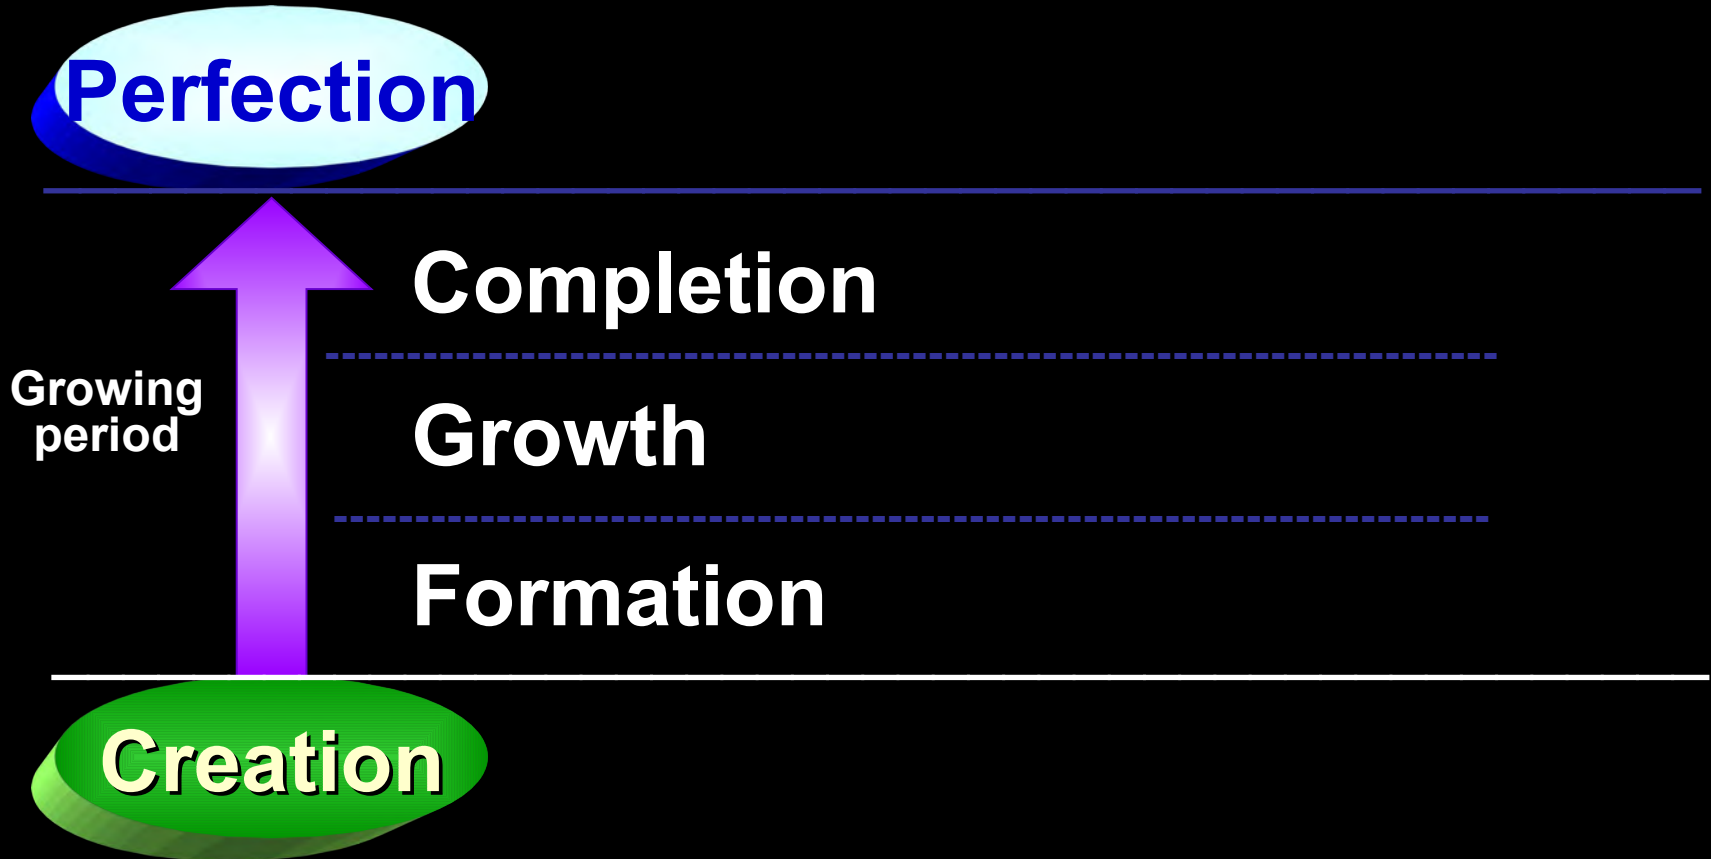 Perfection
Completion
Growing
period
Growth
Formation
Creation